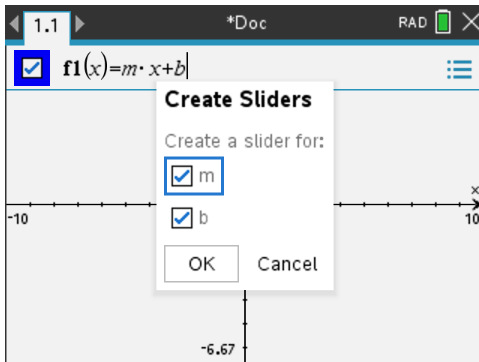 1.1
*Doc
RAD
f1(x)=m·x+b
Create Sliders
Create a slider for:
m
b
OK Cancel
x
-10
10
-6.67